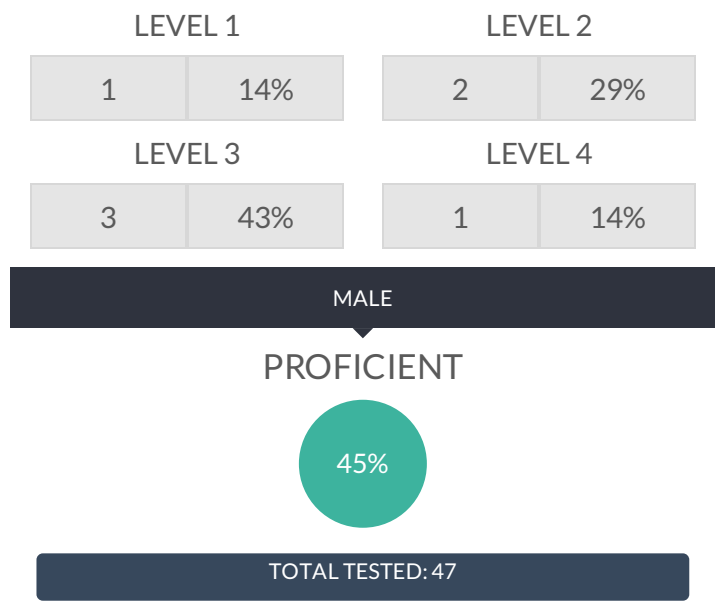 LEVEL 1 LEVEL 2
1 14% 2 29%
LEVEL 3 LEVEL 4
3 43% 1 14%
MALE
PROFICIENT
45%
TOTAL TESTED: 47